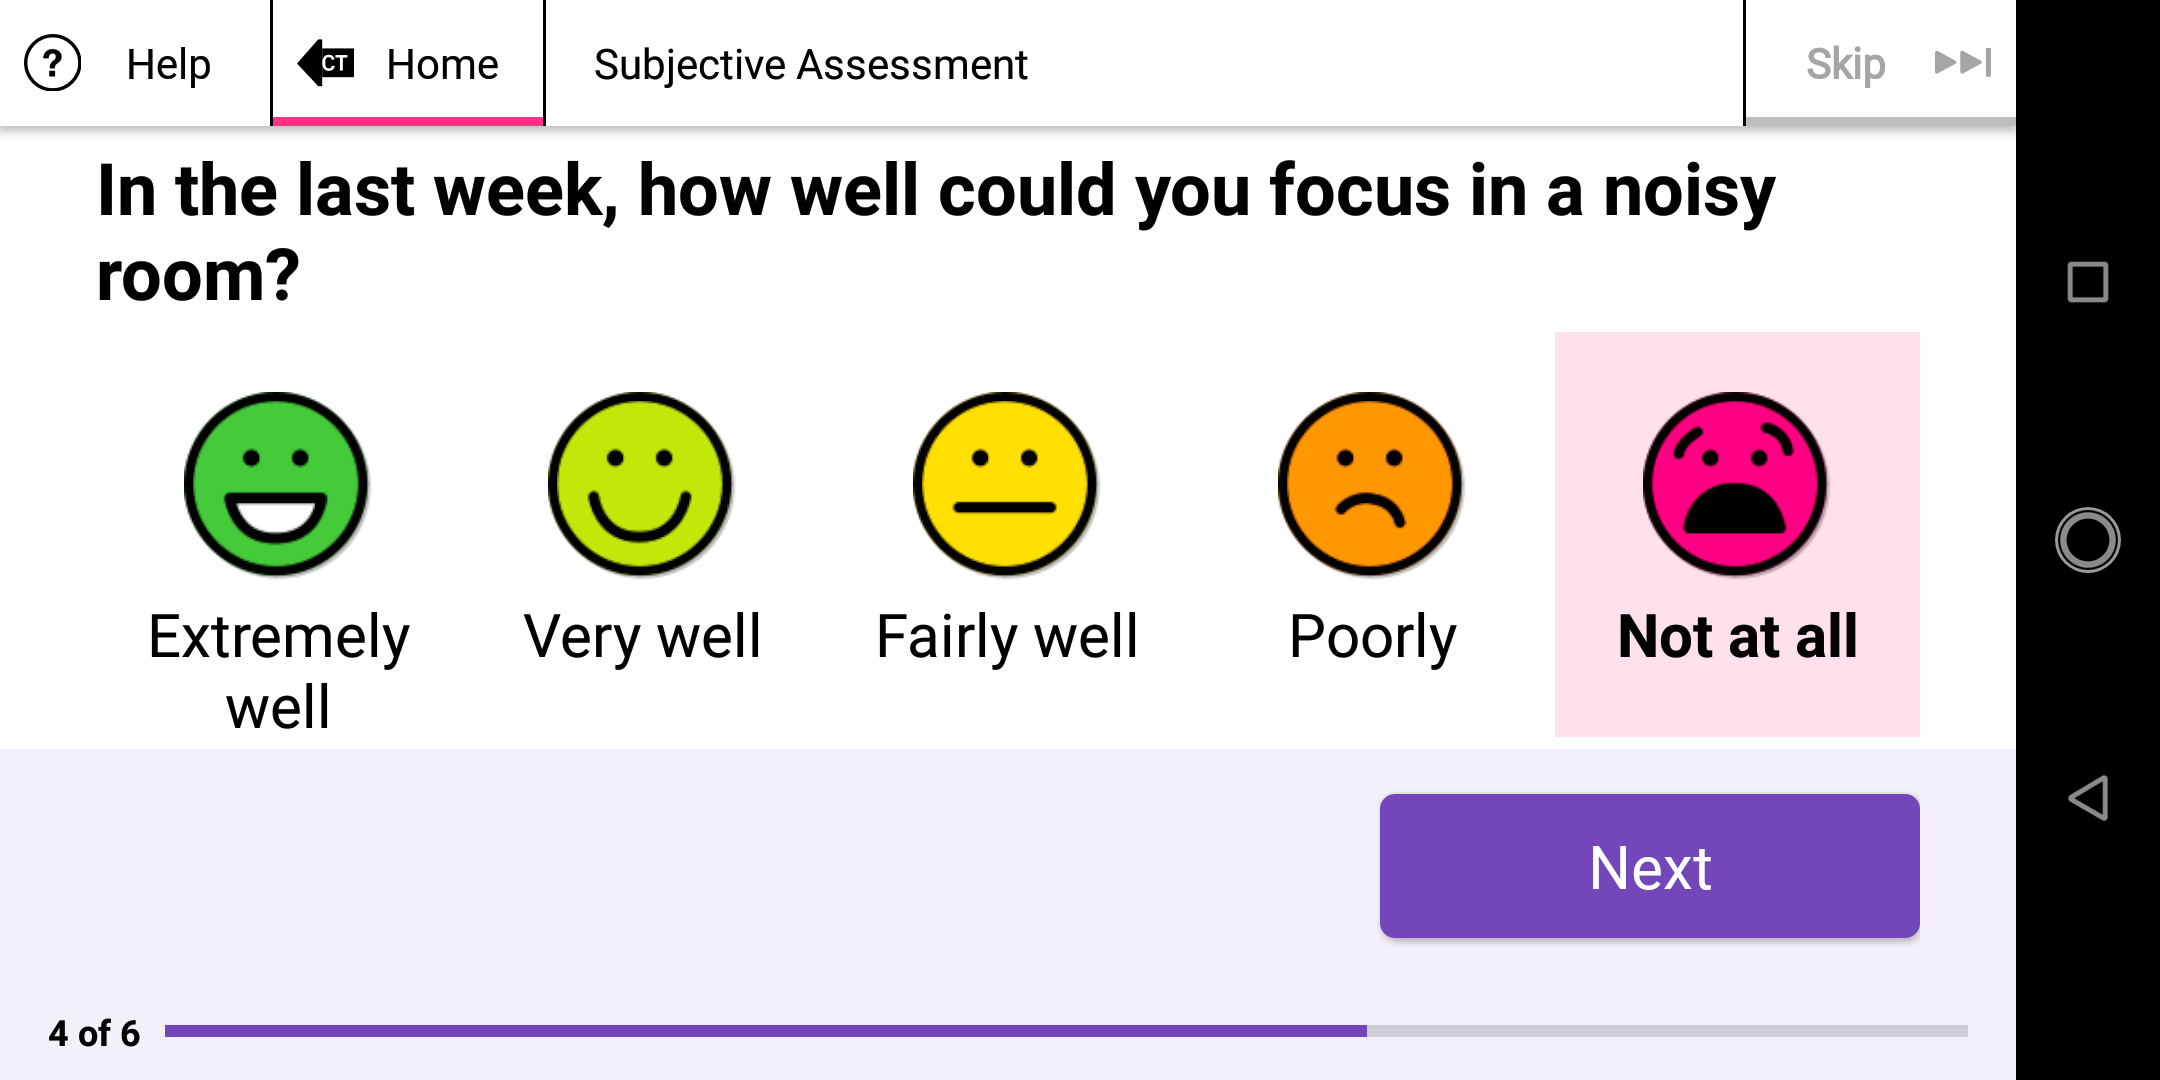 ? Help
CT Home
Subjective Assessment
Skip
In the last week, how well could you focus in a noisy
room?
Extremely
well
Very well
Fairly well
Poorly
Not at all
Next
4 of 6